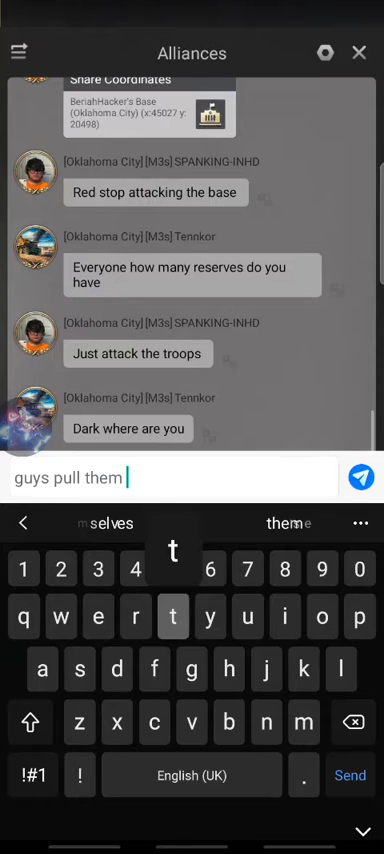 Alliances
Share Coordinates
BeriahHacker's Base
(Oklahoma City) (x:45027 y:
20498)
[Oklahoma City] [M3s] SPANKING-INHD
Red stop attacking the base
[Oklahoma City] [M3s] Tennkor
Everyone how many reserves do you
have
[Oklahoma City] [M3s] SPANKING-INHD
Just attack the troops
[Oklahoma City] [M3s] Tennkor
Dark where are you
guys pull them
selves
them
t
1 2 3 4 6 7 8 9 0
q w e r t y u i o p
a s d f g h j k l
z x c v b n m
!#1 ! English (UK) . Send